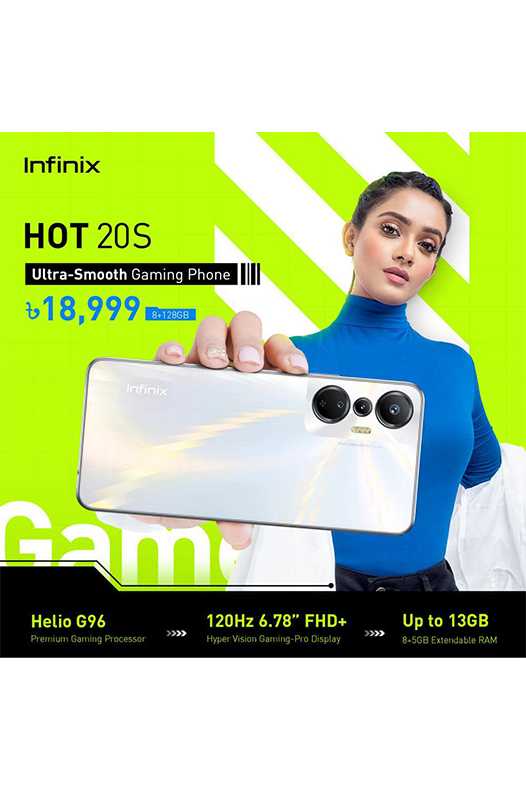 Infinix
HOT 20S
Ultra-Smooth Gaming Phone
৳18,999 8+128GB
Infinix
Game
Helio G96
Premium Gaming Processor
120Hz 6.78” FHD+
Hyper Vision Gaming-Pro Display
Up to 13GB
8+5GB Extendable RAM